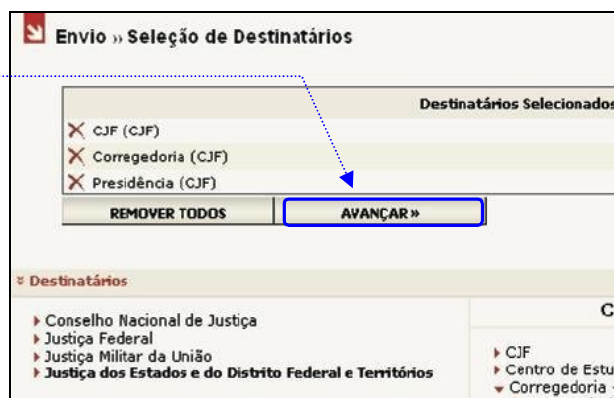 Envio » Seleção de Destinatários
Destinatários Selecionados
CJF (CJF)
Corregedoria (CJF)
Presidência (CJF)
REMOVER TODOS AVANÇAR »
Destinatários
Conselho Nacional de Justiça
Justiça Federal
Justiça Militar da União
Justiça dos Estados e do Distrito Federal e Territórios
C
CJF
Centro de Estu
Corregedoria